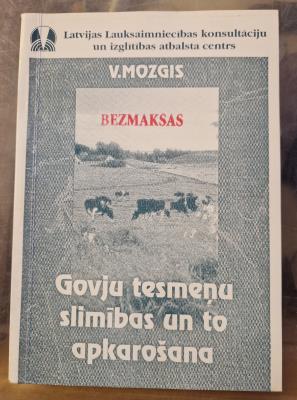 Latvijas Lauksaimniecības konsultāciju
un izglītības atbalsta centrs
V.MOZGIS
BEZMAKSAS
Govju tesmeņu
slimības un to
apkarošana